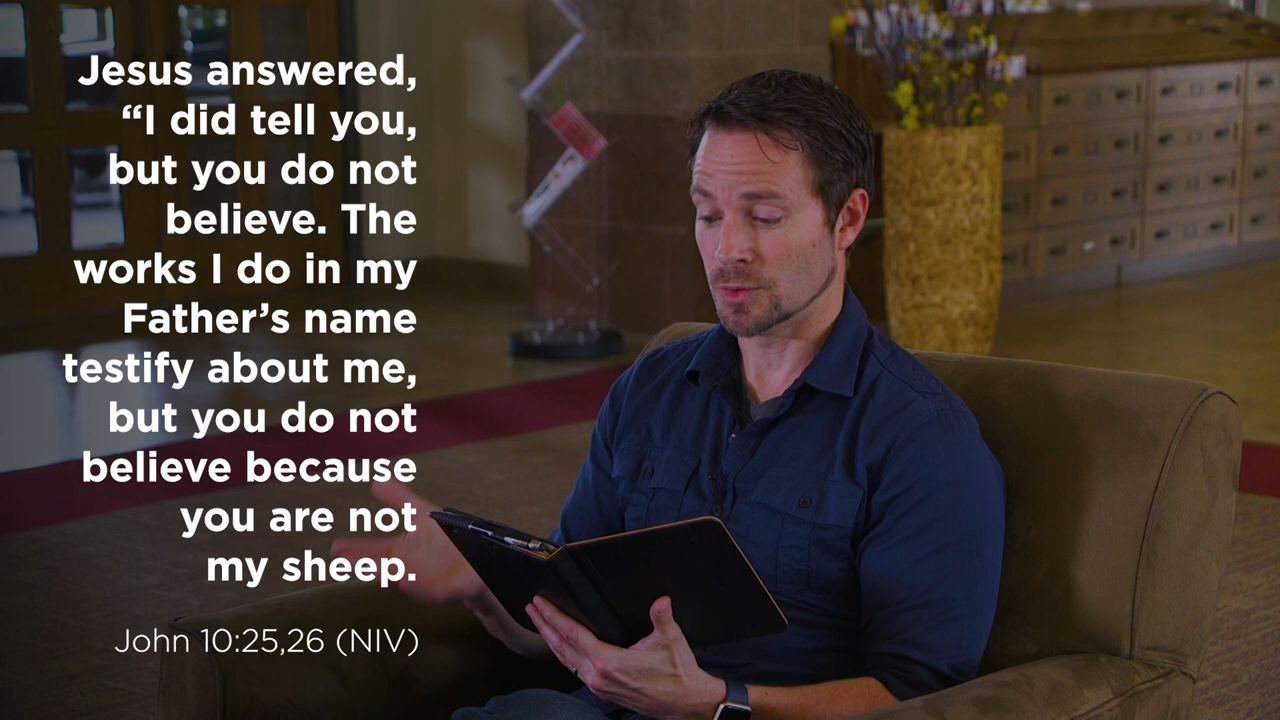 Jesus answered,
“I did tell you,
but you do not
believe. The
works I do in my
Father’s name
testify about me,
but you do not
believe because
you are not
my sheep.
John 10:25,26 (NIV)